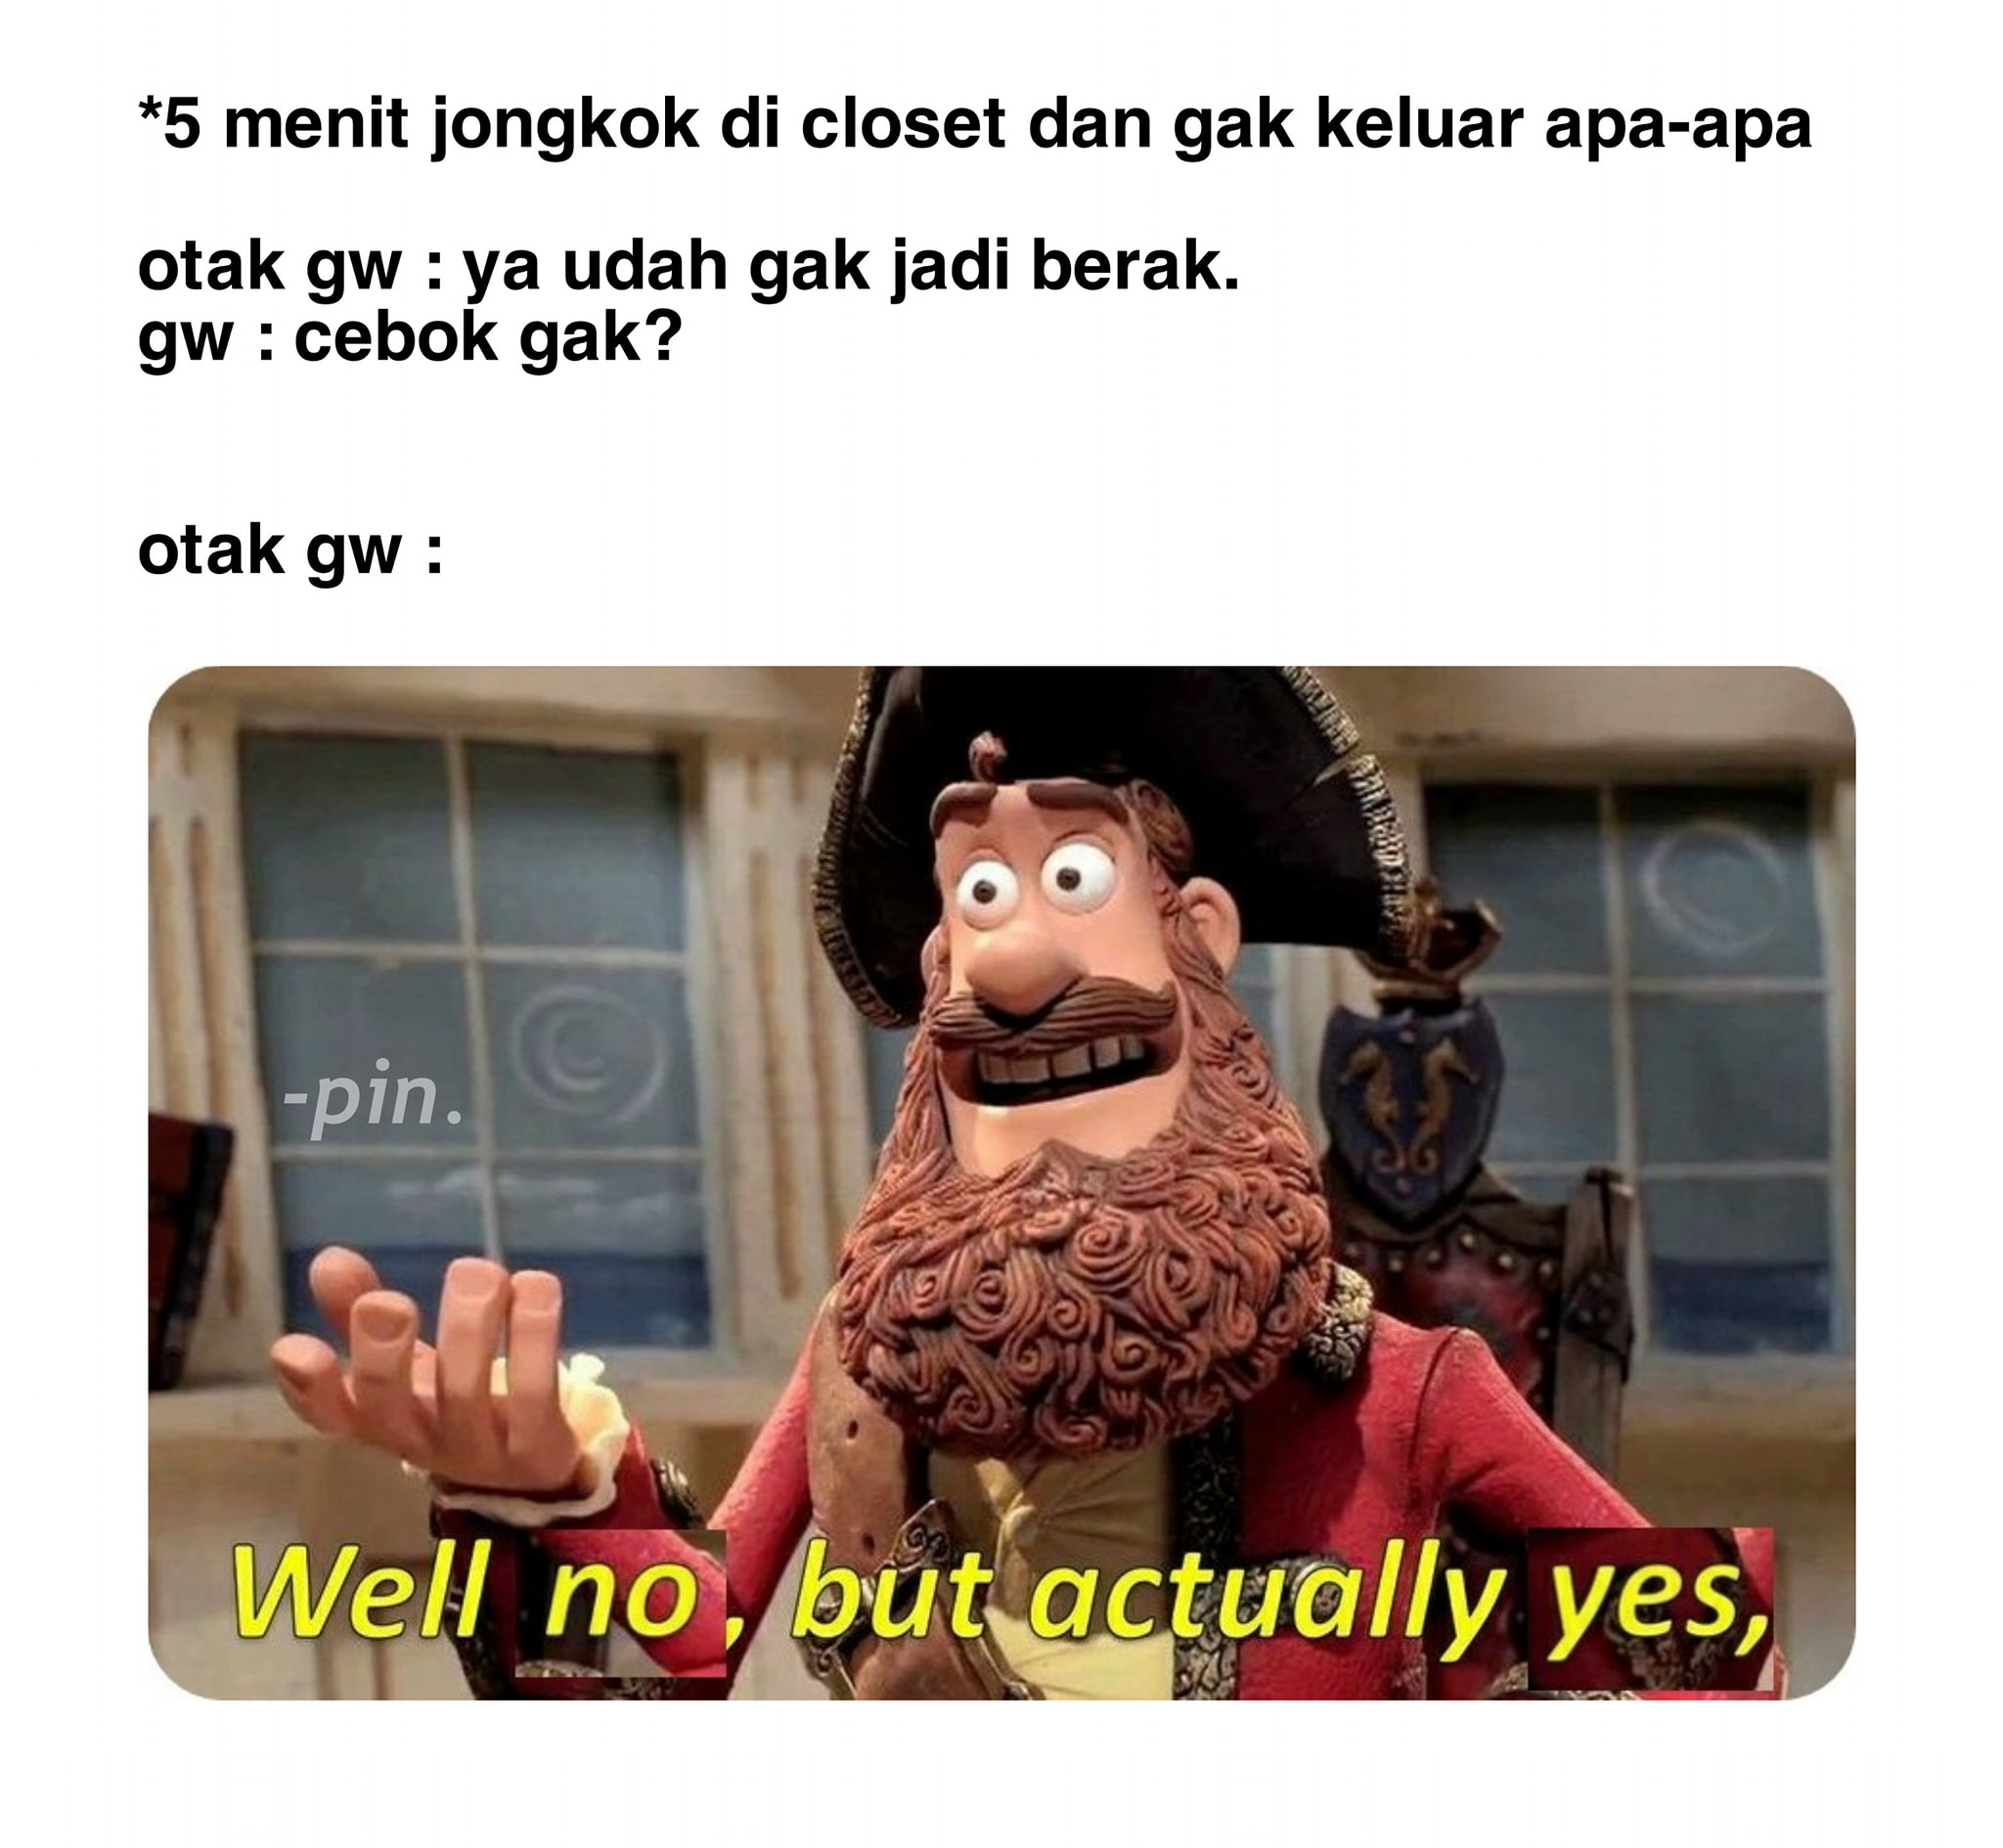 *5 menit jongkok di closet dan gak keluar apa-apa
otak gw : ya udah gak jadi berak.
gw : cebok gak?
otak gw :
-pin.
Well no, but actually yes,